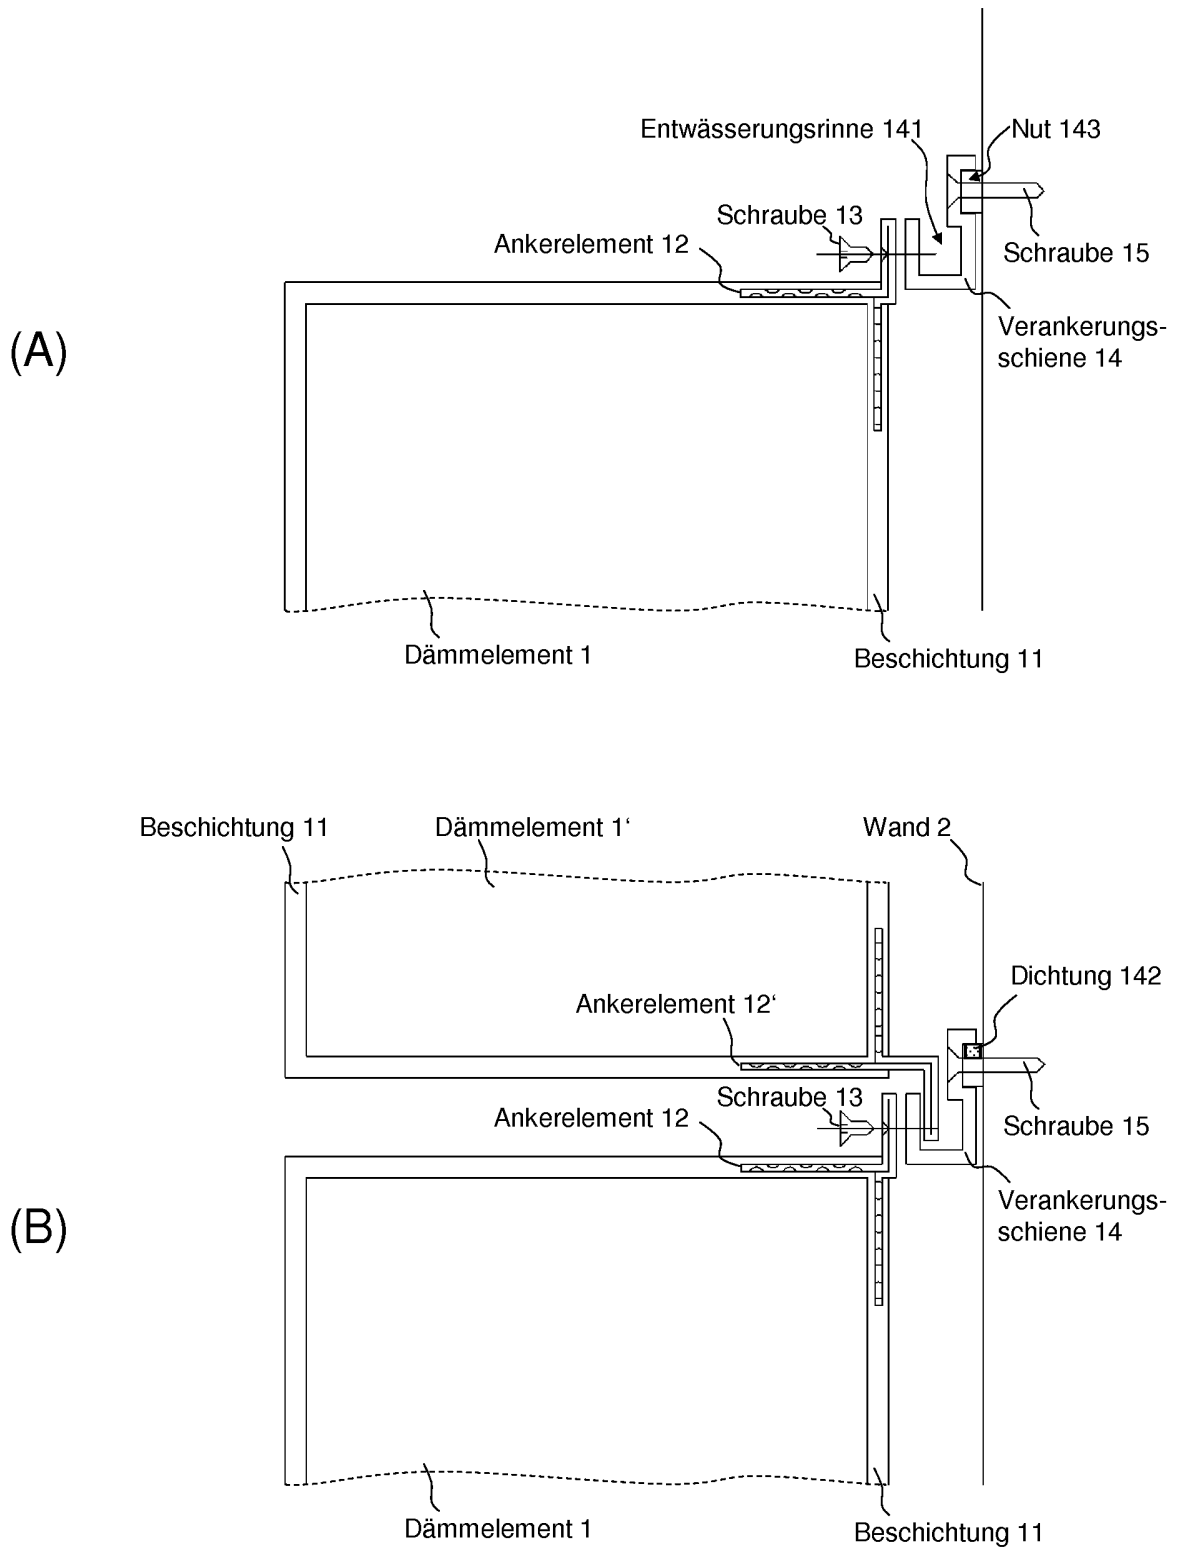 Entwässerungsrinne 141
Nut 143
Schraube 13
Ankerelement 12
Schraube 15
Verankerungs-
schiene 14
(A)
Dämmelement 1
Beschichtung 11
Beschichtung 11
Dämmelement 1‘
Wand 2
Dichtung 142
Ankerelement 12‘
Schraube 13
Ankerelement 12
Schraube 15
Verankerungs-
schiene 14
(B)
Dämmelement 1
Beschichtung 11